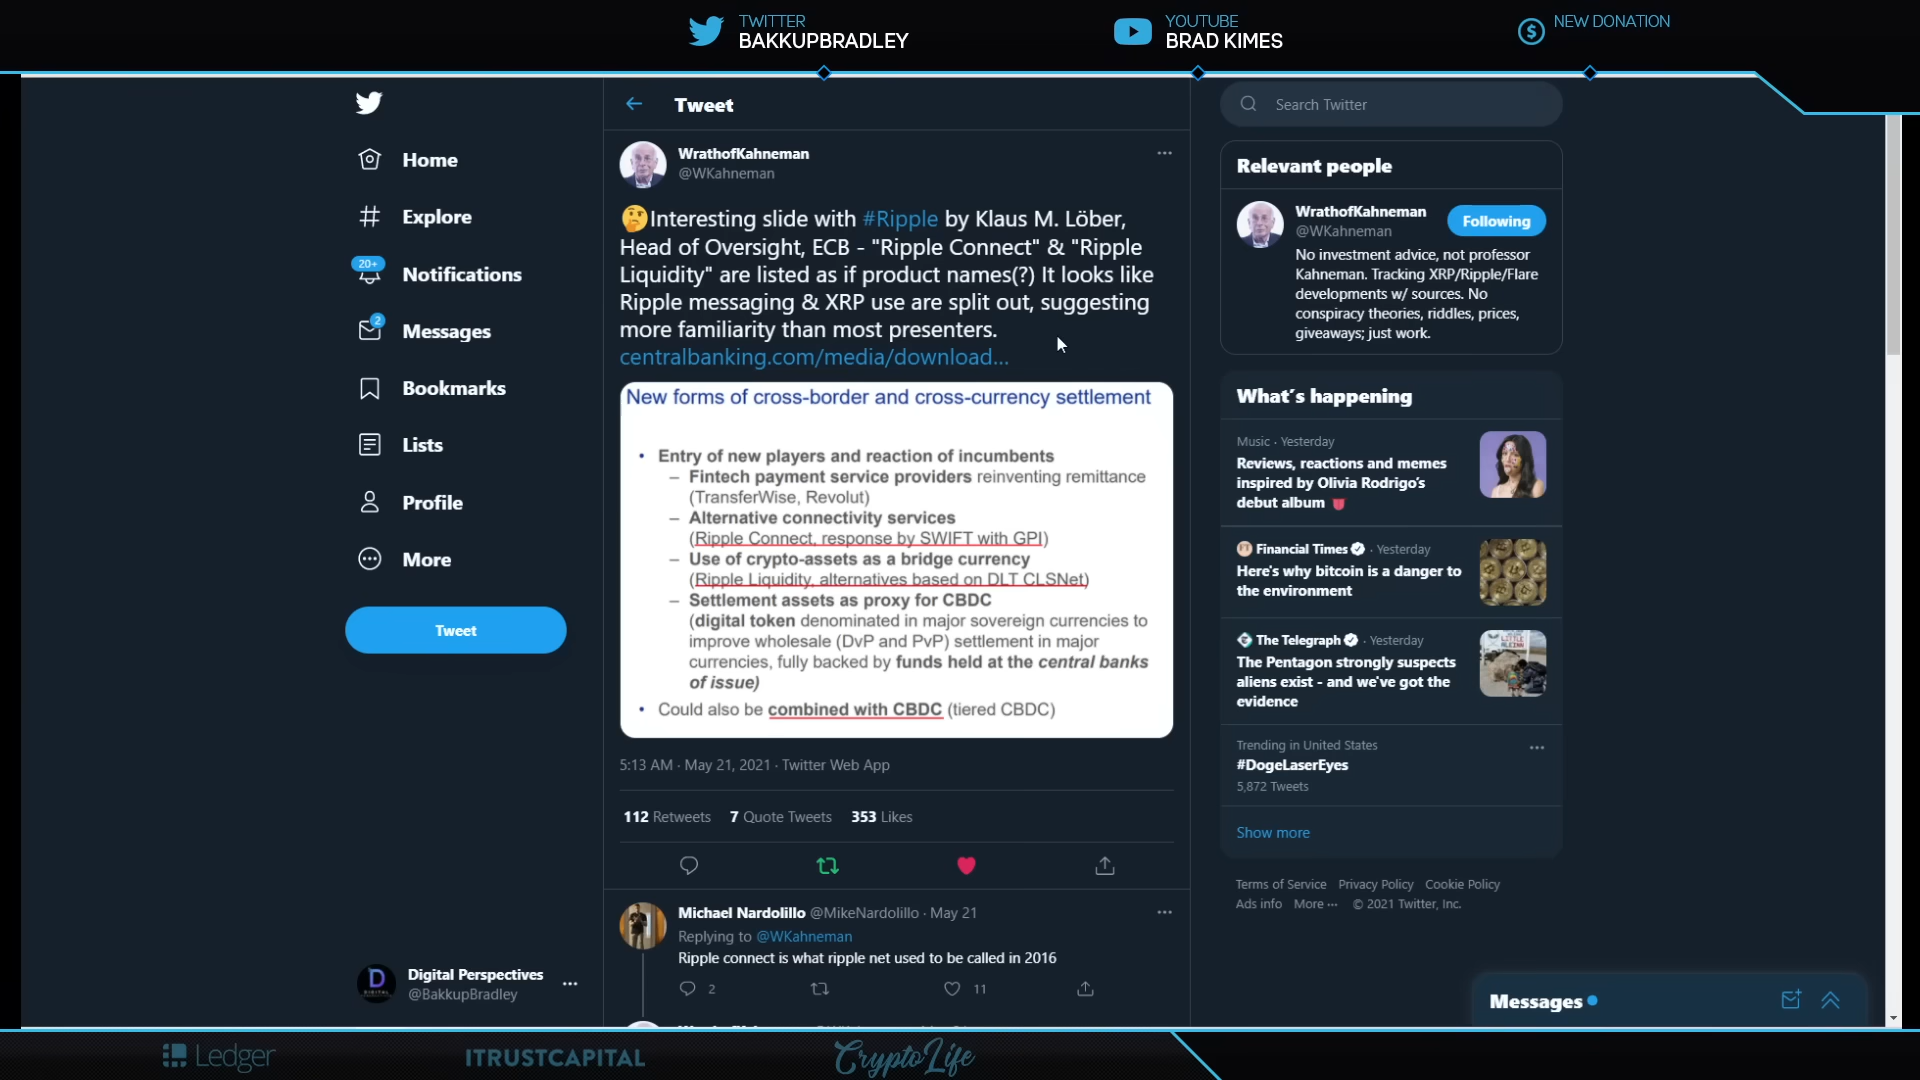 TWITTER
BAKKUPBRADLEY
YOUTUBE
BRAD KIMES
NEW DONATION
Home
Explore
20+
Notifications
2
Messages
Bookmarks
Lists
Profile
More
Tweet
Digital Perspectives
@BakkupBradley
Tweet
WrathofKahneman
@WKahneman
🤔Interesting slide with #Ripple by Klaus M. Löber,
Head of Oversight, ECB - "Ripple Connect" & "Ripple
Liquidity" are listed as if product names(?) It looks like
Ripple messaging & XRP use are split out, suggesting
more familiarity than most presenters.
centralbanking.com/media/download...
New forms of cross-border and cross-currency settlement
• Entry of new players and reaction of incumbents
– Fintech payment service providers reinventing remittance
(TransferWise, Revolut)
– Alternative connectivity services
(Ripple Connect, response by SWIFT with GPI)
– Use of crypto-assets as a bridge currency
(Ripple Liquidity, alternatives based on DLT CLSNet)
– Settlement assets as proxy for CBDC
(digital token denominated in major sovereign currencies to
improve wholesale (DvP and PvP) settlement in major
currencies, fully backed by funds held at the central banks
of issue)
• Could also be combined with CBDC (tiered CBDC)
5:13 AM · May 21, 2021 · Twitter Web App
112 Retweets 7 Quote Tweets 353 Likes
Michael Nardolillo @MikeNardolillo · May 21
Replying to @WKahneman
Ripple connect is what ripple net used to be called in 2016
2
11
Search Twitter
Relevant people
WrathofKahneman
@WKahneman
Following
No investment advice, not professor
Kahneman. Tracking XRP/Ripple/Flare
developments w/ sources. No
conspiracy theories, riddles, prices,
giveaways; just work.
What's happening
Music · Yesterday
Reviews, reactions and memes
inspired by Olivia Rodrigo's
debut album
Financial Times · Yesterday
Here's why bitcoin is a danger to
the environment
The Telegraph · Yesterday
The Pentagon strongly suspects
aliens exist - and we've got the
evidence
Trending in United States
#DogeLaserEyes
5,872 Tweets
Show more
Terms of Service Privacy Policy Cookie Policy
Ads info More ··· © 2021 Twitter, Inc.
Messages
Ledger
ITRUSTCAPITAL
CryptoLife